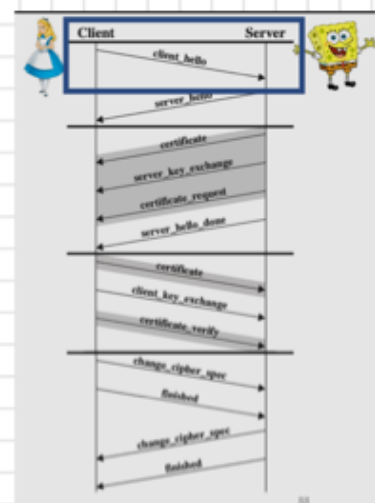 Client Server
client_hello
server_hello
certificate
server_key_exchange
certificate_request
server_hello_done
certificate
client_key_exchange
certificate_verify
change_cipher_spec
finished
change_cipher_spec
finished